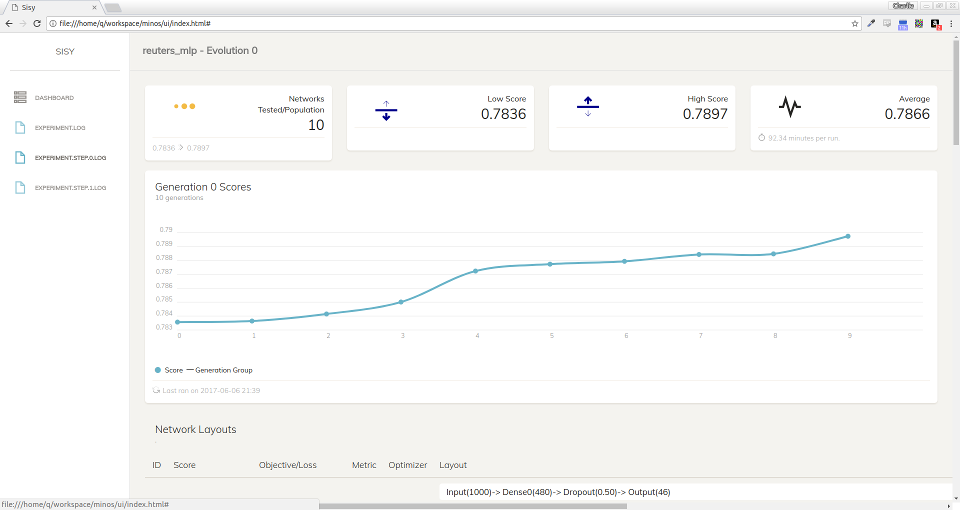 Sisy
Charlie
file:///home/q/workspace/minos/ui/index.html#
SISY
reuters_mlp - Evolution 0
DASHBOARD
EXPERIMENT.LOG
EXPERIMENT.STEP.0.LOG
EXPERIMENT.STEP.1.LOG
Networks
Tested/Population
10
0.7836 0.7897
Low Score
0.7836
High Score
0.7897
Average
0.7866
92.34 minutes per run.
Generation 0 Scores
10 generations
0.79
0.789
0.788
0.787
0.786
0.785
0.784
0.783
0 1 2 3 4 5 6 7 8 9
Score Generation Group
Last ran on 2017-06-06 21:39
Network Layouts
ID Score Objective/Loss Metric Optimizer Layout
Input(1000)-> Dense0(480)-> Dropout(0.50)-> Output(46)
file:///home/q/workspace/minos/ui/index.html#